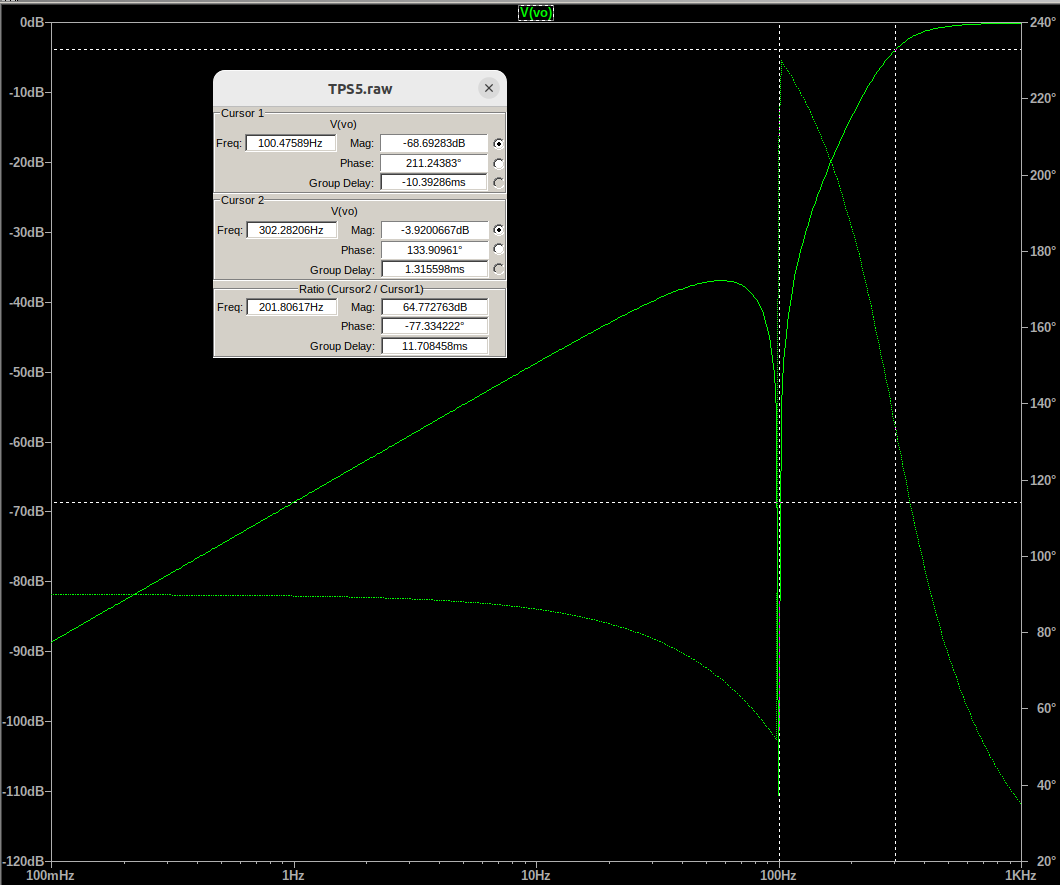 V(vo)
0dB
240°
-10dB
220°
-20dB
200°
-30dB
180°
-40dB
160°
-50dB
140°
-60dB
120°
-70dB
100°
-80dB
80°
-90dB
60°
-100dB
40°
-110dB
20°
-120dB
100mHz
1Hz
10Hz
100Hz
1KHz
TPS5.raw
Cursor 1
V(vo)
Freq: 100.47589Hz Mag: -68.69283dB
Phase: 211.24383°
Group Delay: -10.39286ms
Cursor 2
V(vo)
Freq: 302.28206Hz Mag: -3.9200667dB
Phase: 133.90961°
Group Delay: 1.315598ms
Ratio (Cursor2 / Cursor1)
Freq: 201.80617Hz Mag: 64.772763dB
Phase: -77.334222°
Group Delay: 11.708458ms